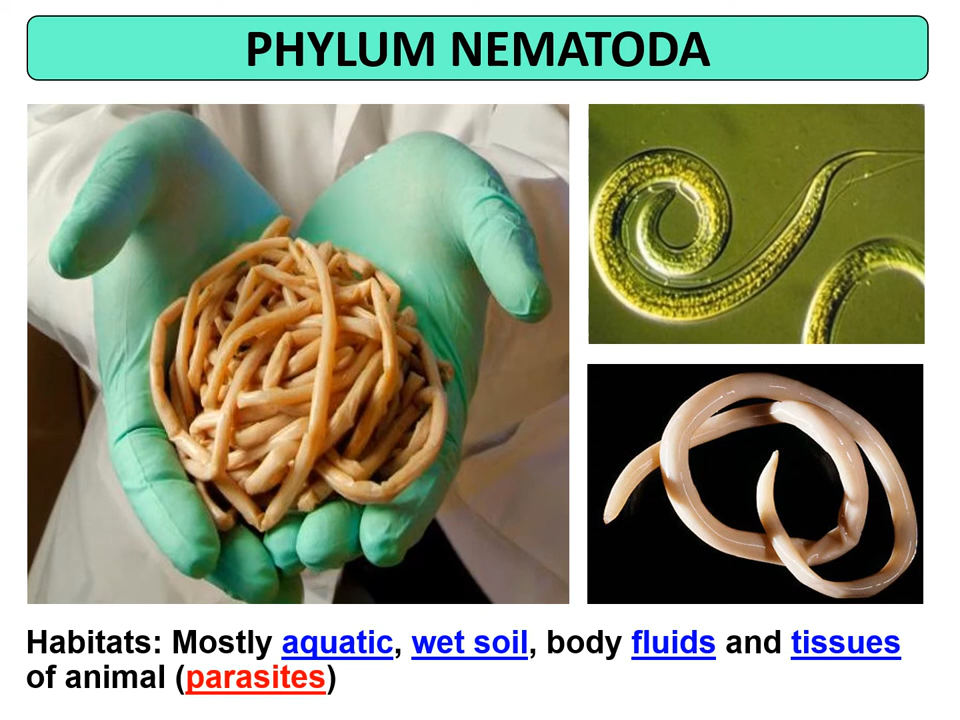 PHYLUM NEMATODA
Habitats: Mostly aquatic, wet soil, body fluids and tissues
of animal (parasites)